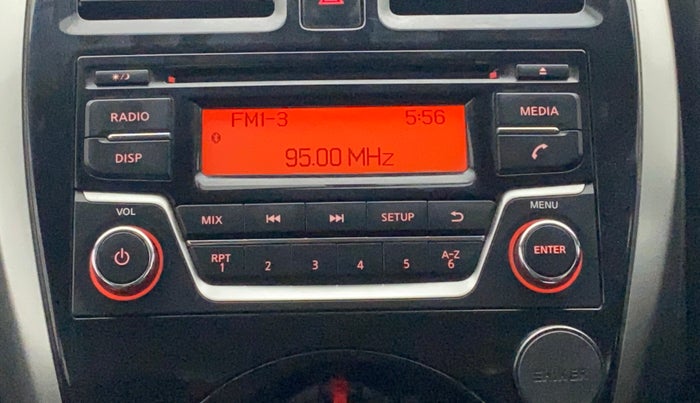 RADIO
DISP
FM1-3 5:56
95.00 MHz
MEDIA
VOL
MENU
MIX
SETUP
ENTER
RPT
1
2
3
4
5
A-Z
6